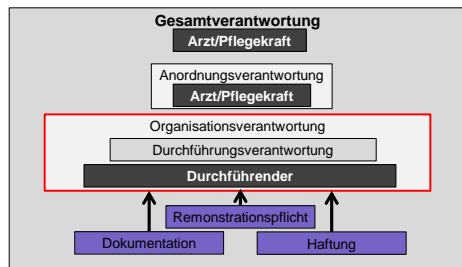 Gesamtverantwortung
Arzt/Pflegekraft
Anordnungsverantwortung
Arzt/Pflegekraft
Organisationsverantwortung
Durchführungsverantwortung
Durchführender
Remonstrationspflicht
Dokumentation
Haftung